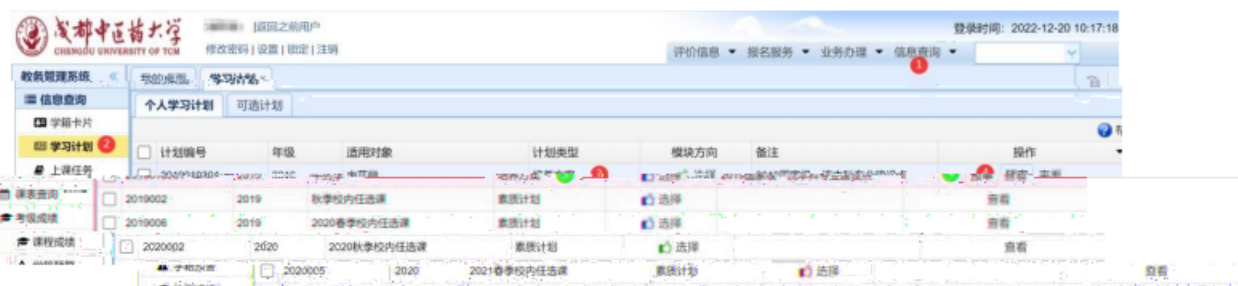 成都中医药大学 返回之前用户 登录时间: 2022-12-20 10:17:18
CHENGDU UNIVERSITY OF TCM 修改密码 | 设置 | 锁定 | 注销
评价信息 报名服务 业务办理 信息查询
1
教务管理系统 我的桌面 学习计划
信息查询 个人学习计划 可选计划
学籍卡片
学习计划 2 计划编号 年级 适用对象 计划类型 模块方向 备注 操作
上课任务
课表查询 2019002 2019 秋季校内任选课 素质计划 选择 查看
考级成绩 2019006 2019 2020春季校内任选课 素质计划 选择 查看
课程成绩 2020002 2020 2020秋季校内任选课 素质计划 选择 查看
2020005 2020 2021春季校内任选课 素质计划 选择 查看